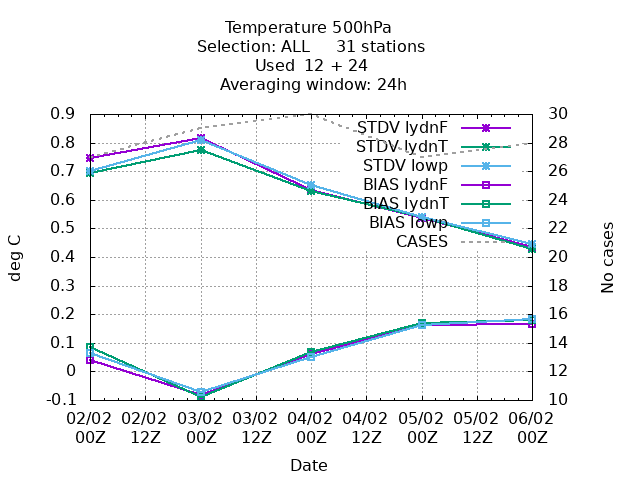 Temperature 500hPa
Selection: ALL     31 stations
Used  12 + 24
Averaging window: 24h
0.9
0.8
0.7
0.6
0.5
0.4
0.3
0.2
0.1
0
-0.1
deg C
30
28
26
24
22
20
18
16
14
12
10
No cases
STDV lydnF
STDV lydnT
STDV lowp
BIAS lydnF
BIAS lydnT
BIAS lowp
CASES
02/02 02/02 03/02 03/02 04/02 04/02 05/02 05/02 06/02
00Z 12Z 00Z 12Z 00Z 12Z 00Z 12Z 00Z
Date